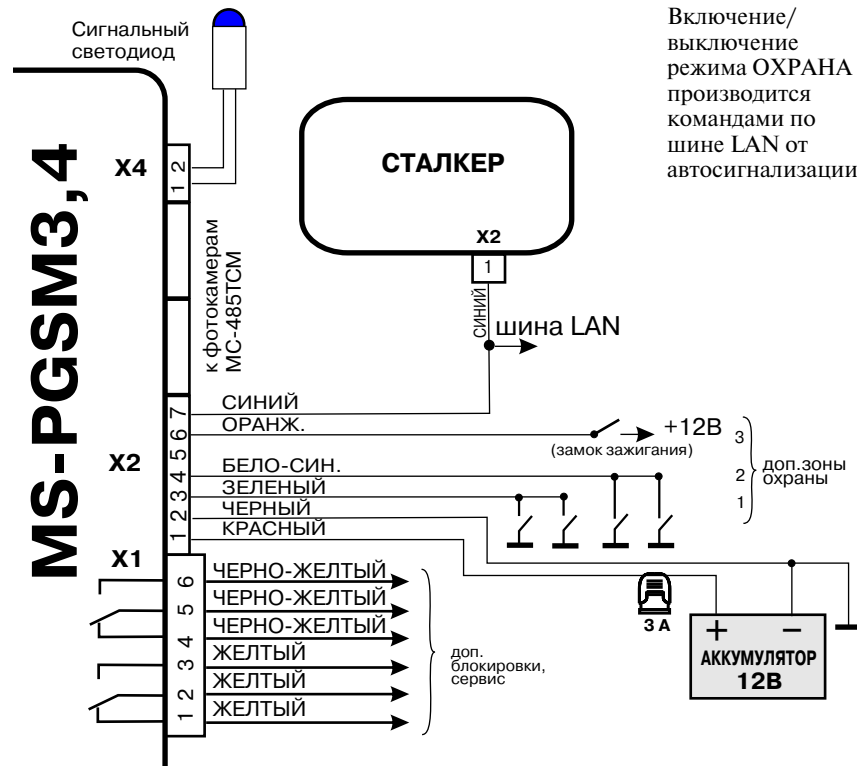 Сигнальный
светодиод
Включение/
выключение
режима ОХРАНА
производится
командами по
шине LAN от
автосигнализации
MS-PGSM3,4
X4
2
1
СТАЛКЕР
X2
1
СИНИЙ
шина LAN
к фотокамерам
МС-485ТСМ
X2
7
СИНИЙ
6
ОРАНЖ.
+12В
3
(замок зажигания)
5
4
БЕЛО-СИН.
2
доп.зоны
охраны
3
ЗЕЛЕНЫЙ
1
2
ЧЕРНЫЙ
1
КРАСНЫЙ
X1
6
ЧЕРНО-ЖЕЛТЫЙ
5
ЧЕРНО-ЖЕЛТЫЙ
4
ЧЕРНО-ЖЕЛТЫЙ
3
ЖЕЛТЫЙ
2
ЖЕЛТЫЙ
1
ЖЕЛТЫЙ
доп.
блокировки,
сервис
3 А
+ −
АККУМУЛЯТОР
12В